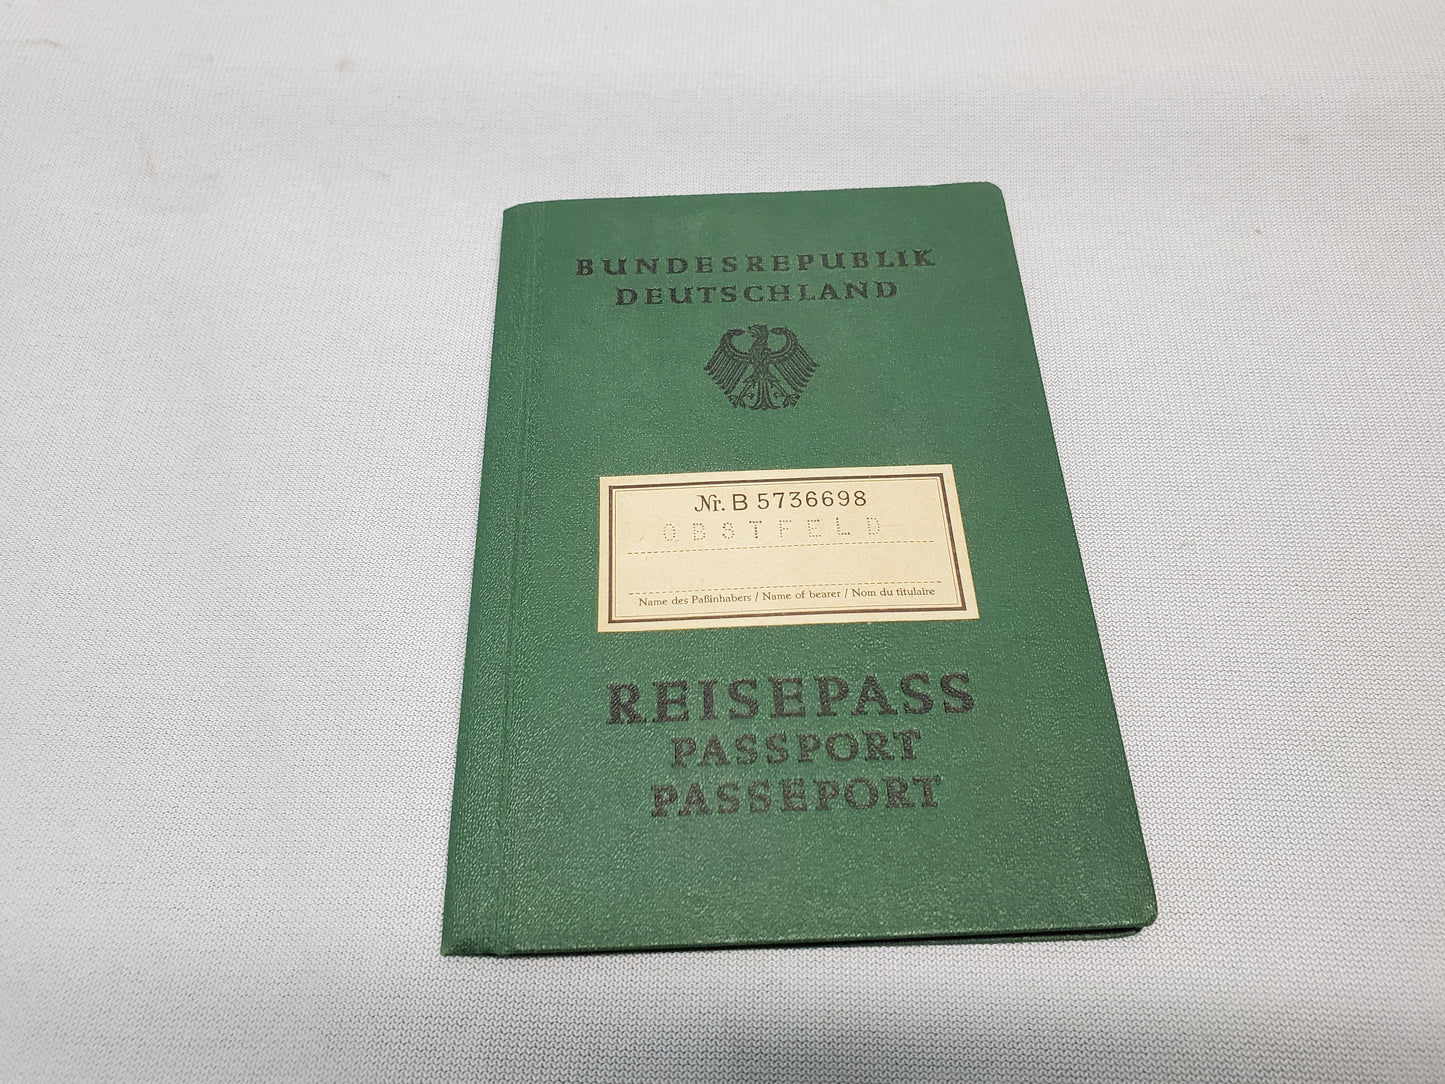 BUNDESREPUBLIK
DEUTSCHLAND
Nr. B 5736698
OBSTFELD
Name des Paßinhabers / Name of bearer / Nom du titulaire
REISEPASS
PASSPORT
PASSEPORT